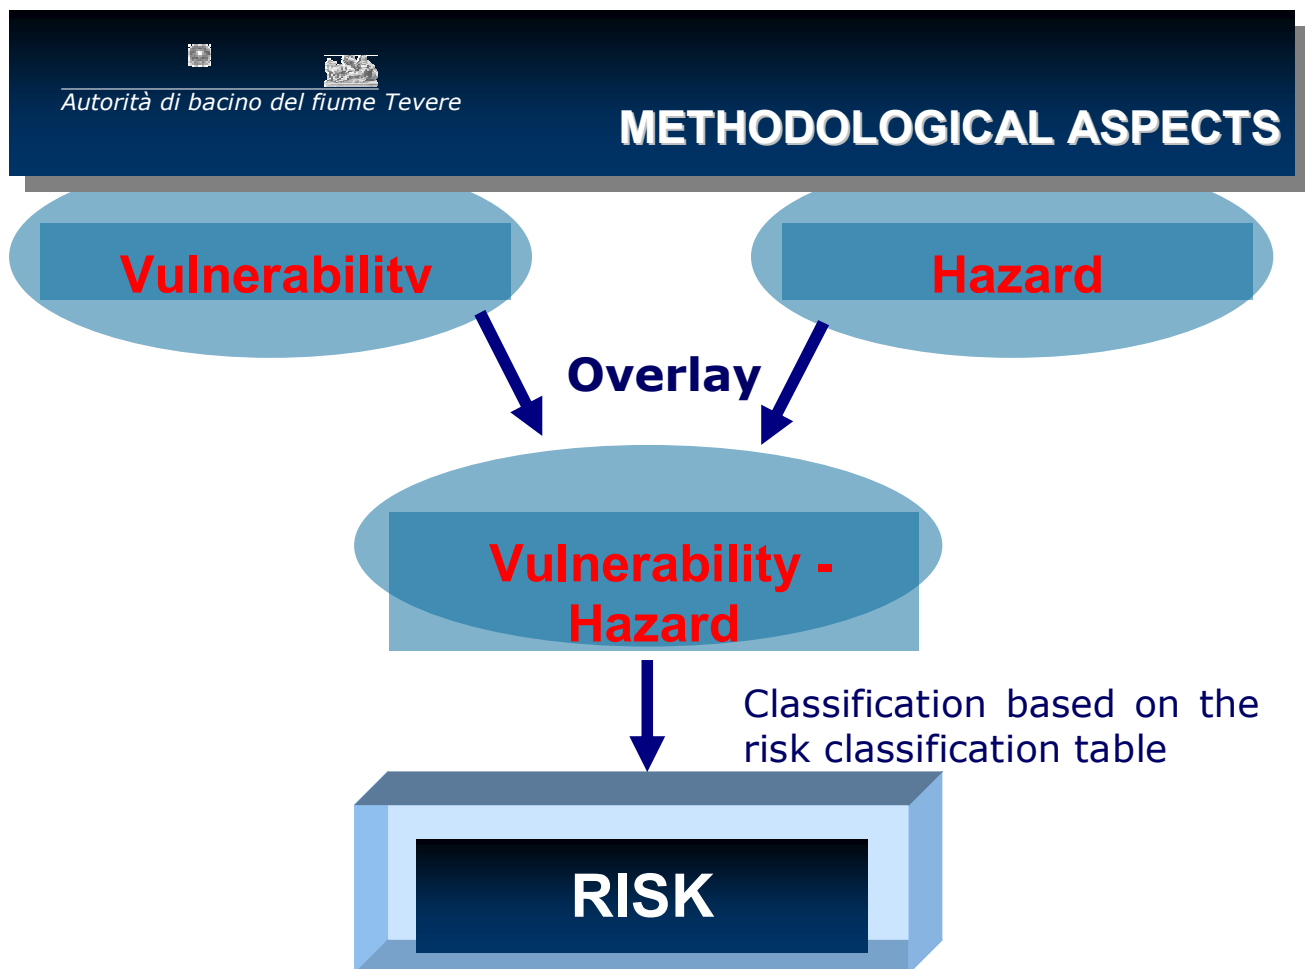 Autorità di bacino del fiume Tevere
METHODOLOGICAL ASPECTS
Vulnerability
Hazard
Overlay
Vulnerability -
Hazard
Classification based on the
risk classification table
RISK